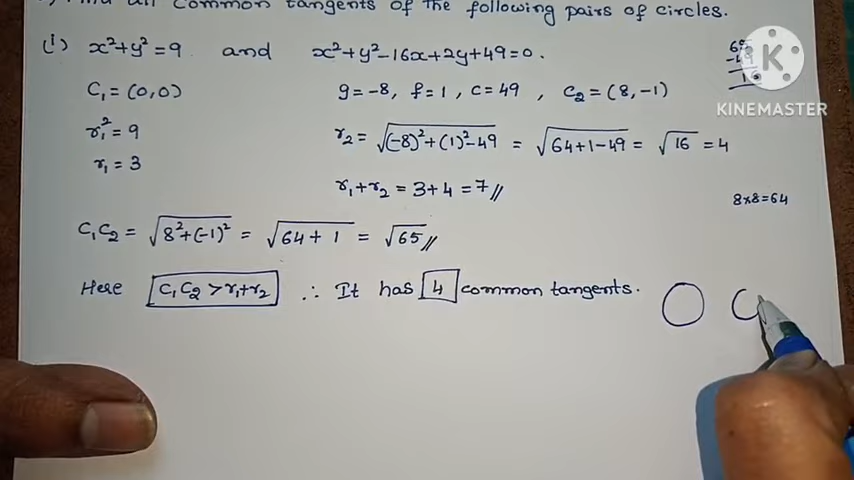 Find all common tangents of the following pairs of circles.
(i) x²+y²=9 and x²+y²-16x+2y+49=0.
C₁=(0,0) g=-8, f=1, c=49, C₂=(8,-1)
r₁²=9 r₂=√(-8)²+(1)²-49 = √64+1-49 = √16 = 4
r₁=3
r₁+r₂=3+4=7//
8×8=64
C₁C₂=√8²+(-1)² = √64+1 = √65//
Here C₁C₂>r₁+r₂ ∴ It has 4 common tangents.
K
KINEMASTER